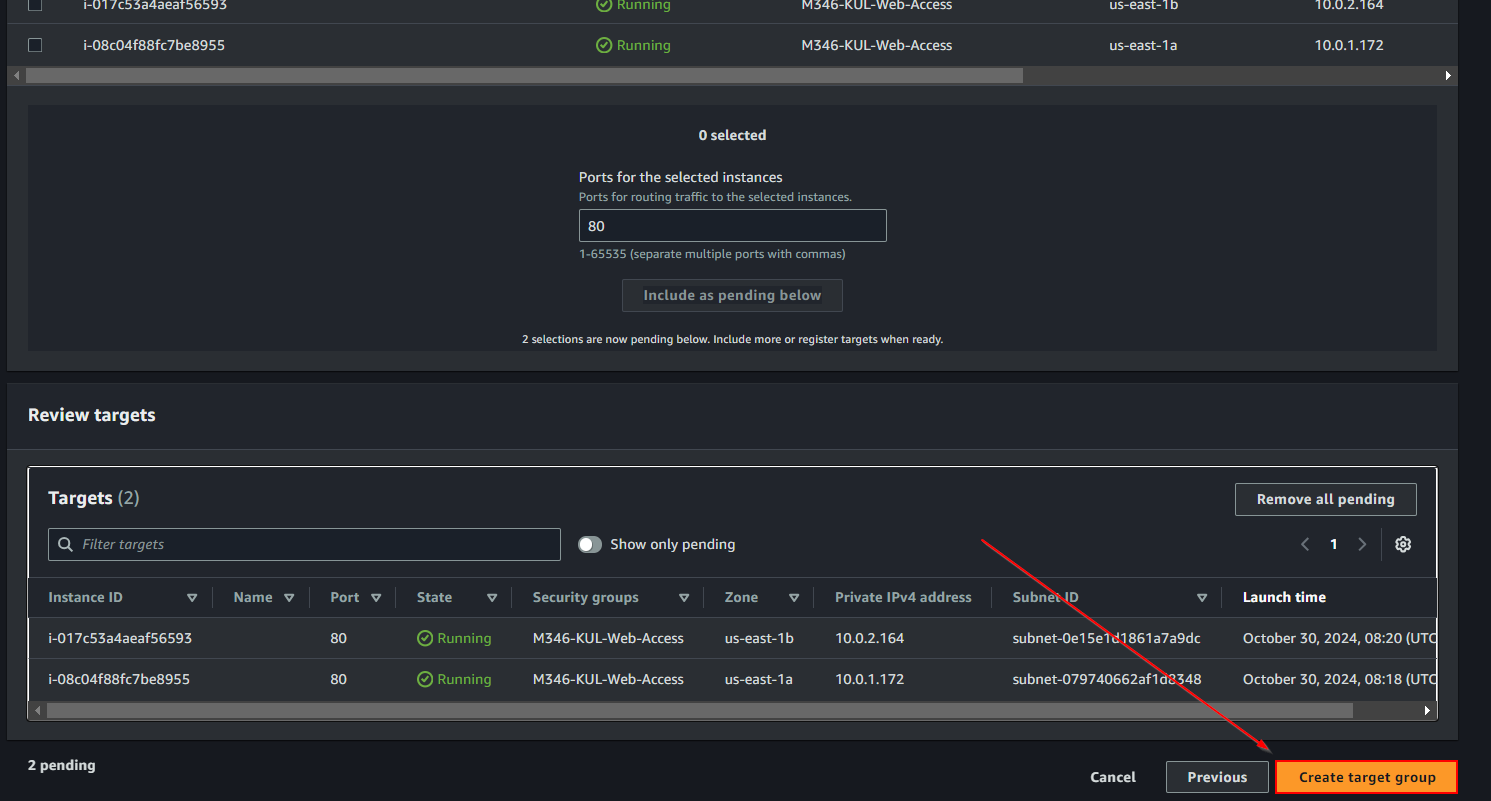 i-017c53a4aeaf56593 Running M346-KUL-Web-Access us-east-1b 10.0.2.164
i-08c04f88fc7be8955 Running M346-KUL-Web-Access us-east-1a 10.0.1.172
0 selected
Ports for the selected instances
Ports for routing traffic to the selected instances.
80
1-65535 (separate multiple ports with commas)
Include as pending below
2 selections are now pending below. Include more or register targets when ready.
Review targets
Targets (2) Remove all pending
Filter targets Show only pending 1
Instance ID Name Port State Security groups Zone Private IPv4 address Subnet ID Launch time
i-017c53a4aeaf56593 80 Running M346-KUL-Web-Access us-east-1b 10.0.2.164 subnet-0e15e1d1861a7a9dc October 30, 2024, 08:20 (UTC
i-08c04f88fc7be8955 80 Running M346-KUL-Web-Access us-east-1a 10.0.1.172 subnet-079740662af1d8348 October 30, 2024, 08:18 (UTC
2 pending
Cancel Previous Create target group